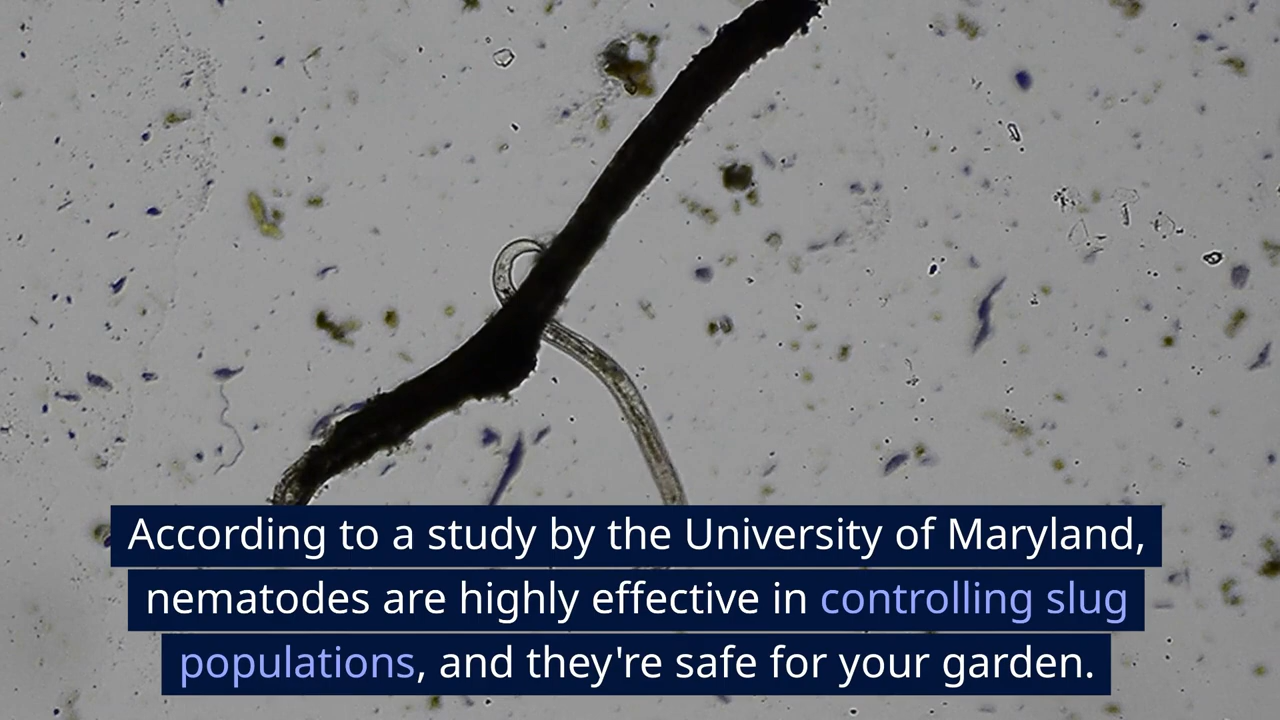 According to a study by the University of Maryland,
nematodes are highly effective in controlling slug
populations, and they're safe for your garden.